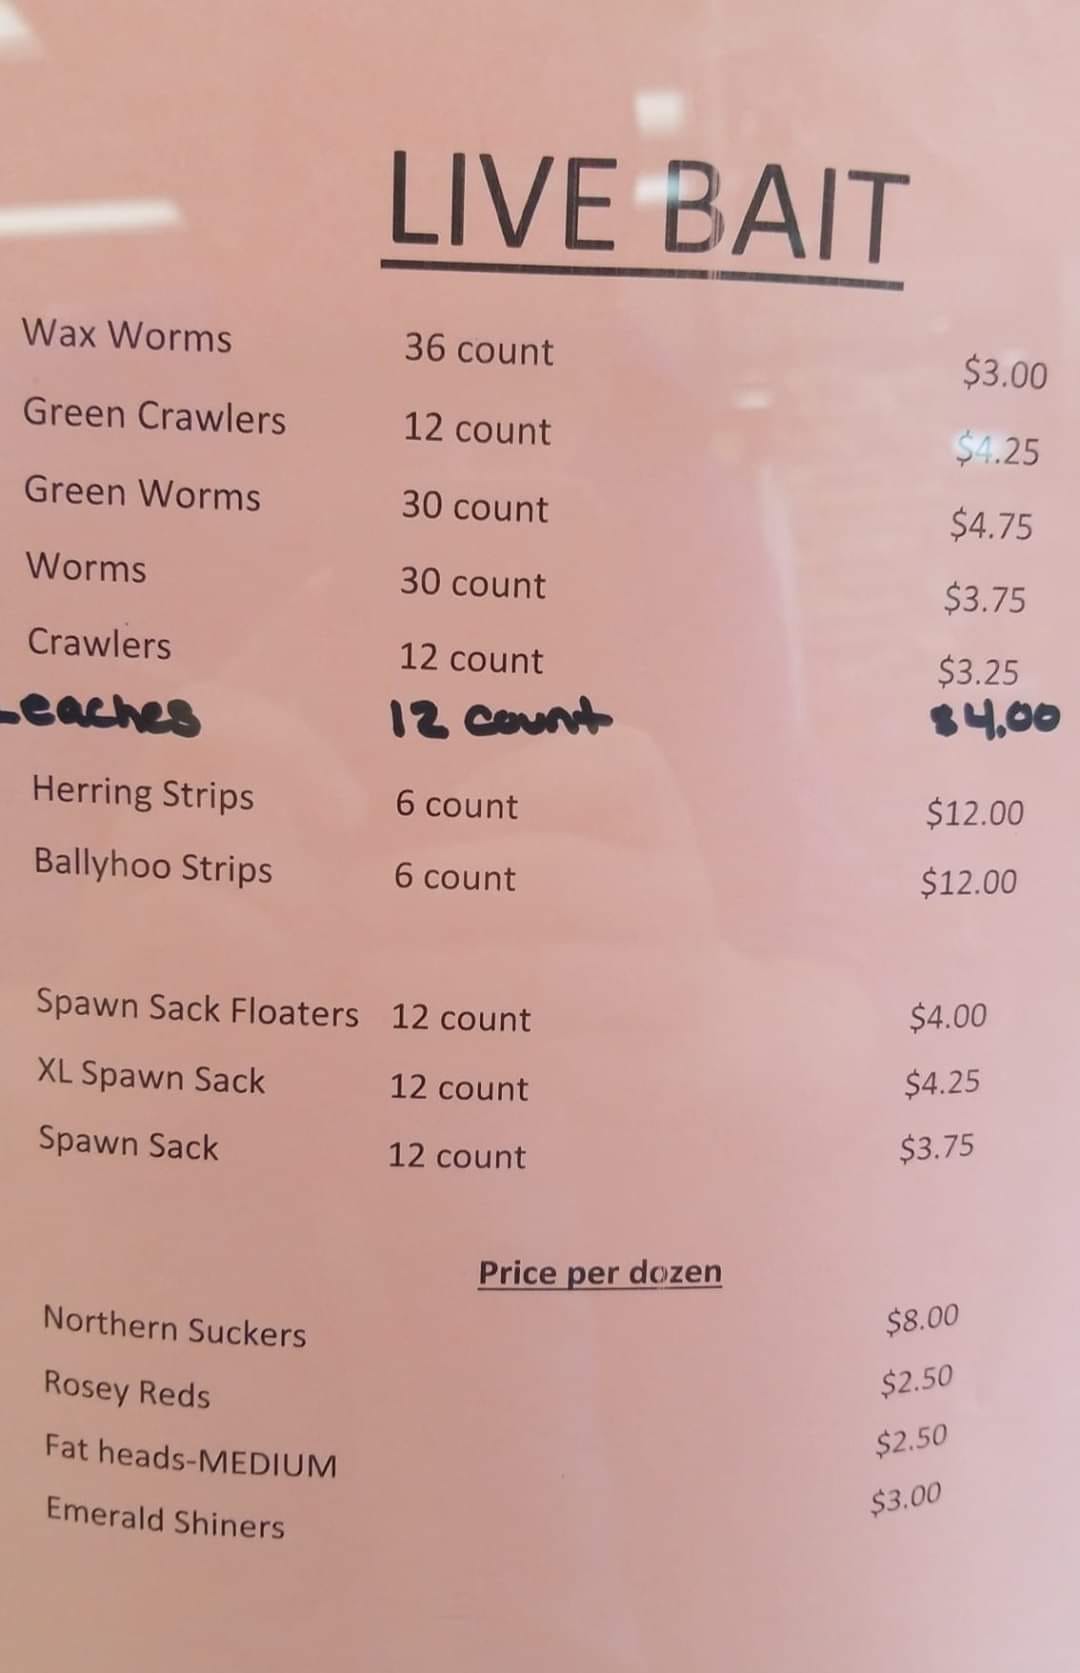 LIVE BAIT
Wax Worms 36 count $3.00
Green Crawlers 12 count $4.25
Green Worms 30 count $4.75
Worms 30 count $3.75
Crawlers 12 count $3.25
Leaches 12 count $4.00
Herring Strips 6 count $12.00
Ballyhoo Strips 6 count $12.00
Spawn Sack Floaters 12 count $4.00
XL Spawn Sack 12 count $4.25
Spawn Sack 12 count $3.75
Price per dozen
Northern Suckers $8.00
Rosey Reds $2.50
Fat heads-MEDIUM $2.50
Emerald Shiners $3.00